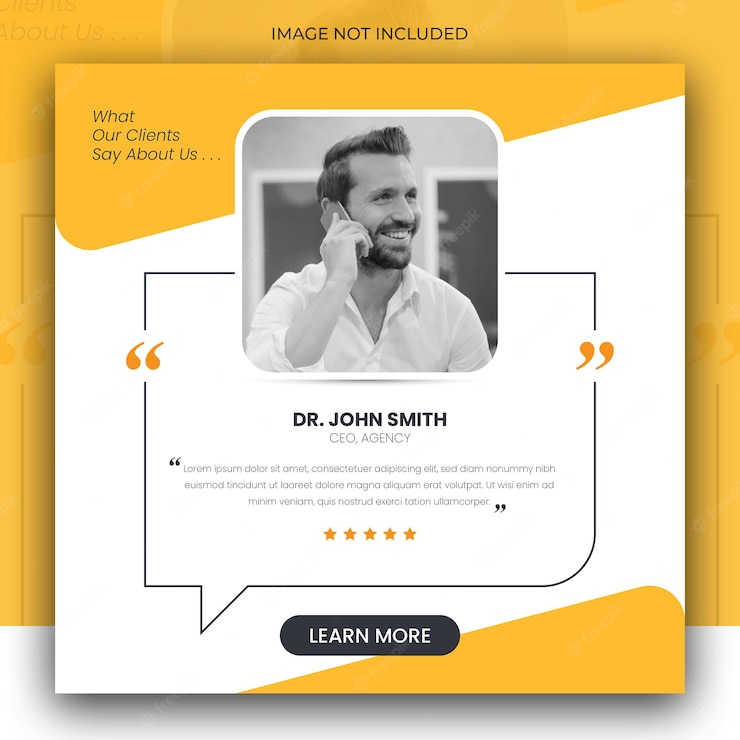 Clients
About Us . . .
IMAGE NOT INCLUDED
What
Our Clients
Say About Us . . .
“
”
DR. JOHN SMITH
CEO, AGENCY
“ Lorem ipsum dolor sit amet, consectetuer adipiscing elit, sed diam nonummy nibh
euismod tincidunt ut laoreet dolore magna aliquam erat volutpat. Ut wisi enim ad
minim veniam, quis nostrud exerci tation ullamcorper. ”
LEARN MORE
freepik